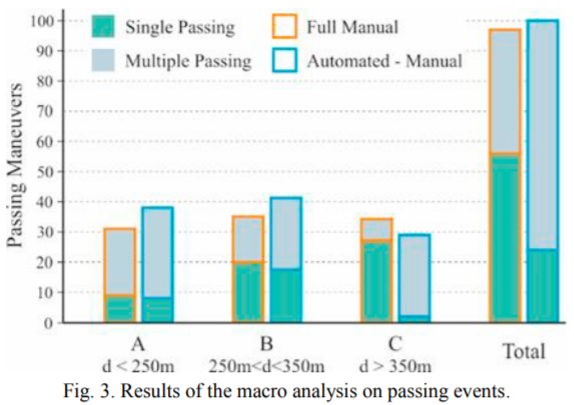 Single Passing
Full Manual
Multiple Passing
Automated - Manual
Passing Maneuvers
100
90
80
70
60
50
40
30
20
10
0
A
d < 250m
B
250m<d<350m
C
d > 350m
Total
Fig. 3. Results of the macro analysis on passing events.